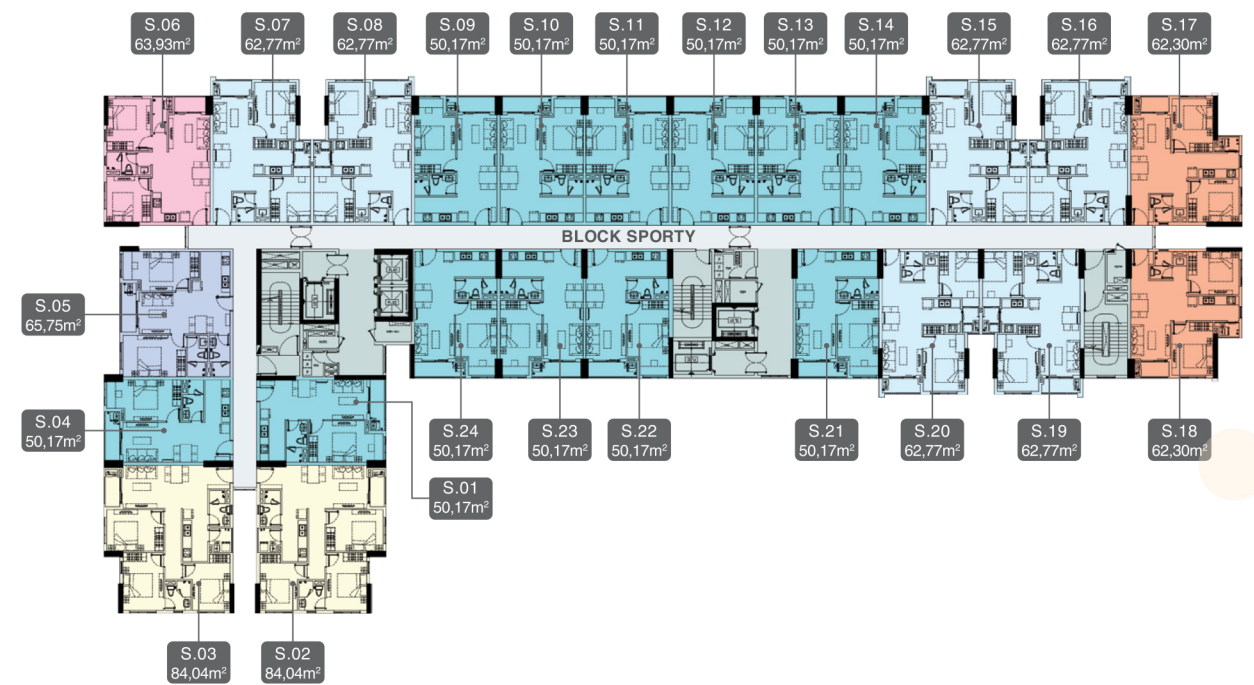 S.06
63,93m²
S.07
62,77m²
S.08
62,77m²
S.09
50,17m²
S.10
50,17m²
S.11
50,17m²
S.12
50,17m²
S.13
50,17m²
S.14
50,17m²
S.15
62,77m²
S.16
62,77m²
S.17
62,30m²
BLOCK SPORTY
S.05
65,75m²
S.04
50,17m²
S.24
50,17m²
S.23
50,17m²
S.22
50,17m²
S.21
50,17m²
S.20
62,77m²
S.19
62,77m²
S.18
62,30m²
S.01
50,17m²
S.03
84,04m²
S.02
84,04m²